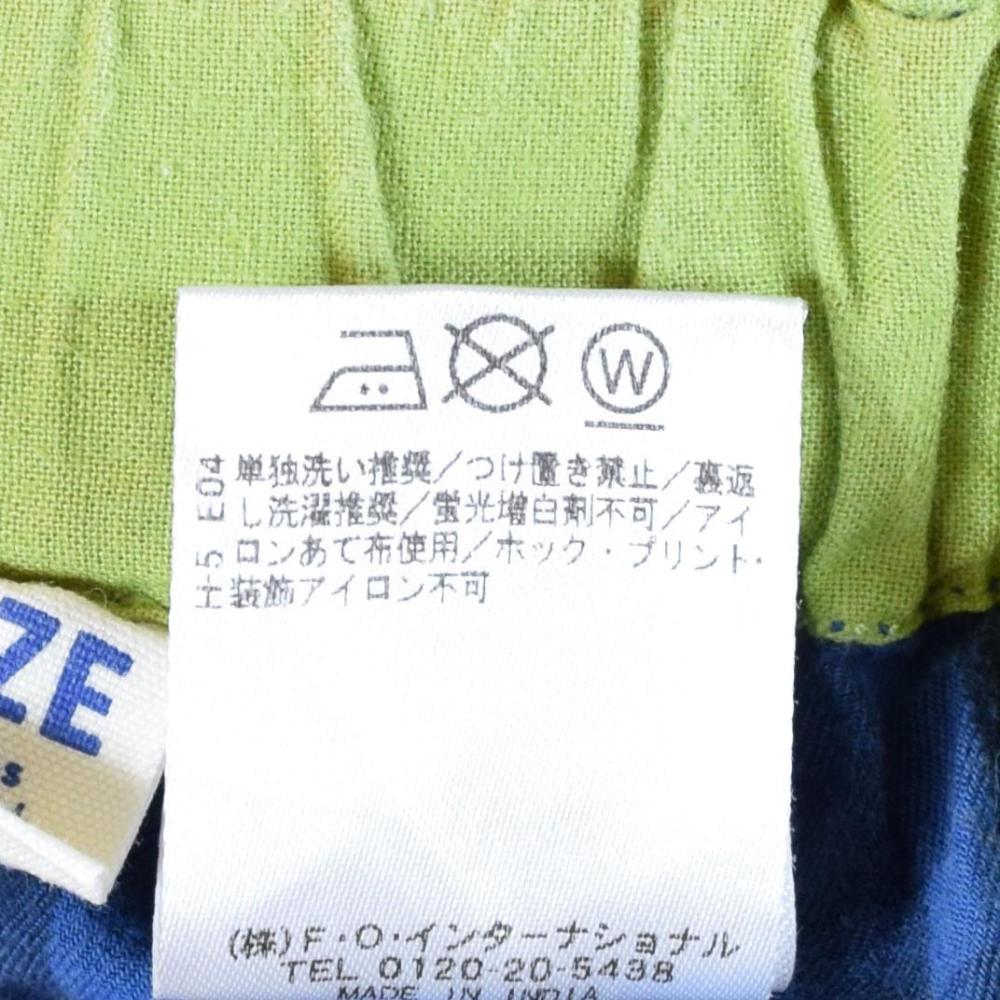 W
単独洗い推奨／つけ置き禁止／裏返
し洗濯推奨／蛍光増白剤不可／アイ
ロンあて布使用／ホック・プリント・
装飾アイロン不可
E04
ZE
S
(株)F・O・インターナショナル
TEL 0120-20-5438
MADE IN INDIA